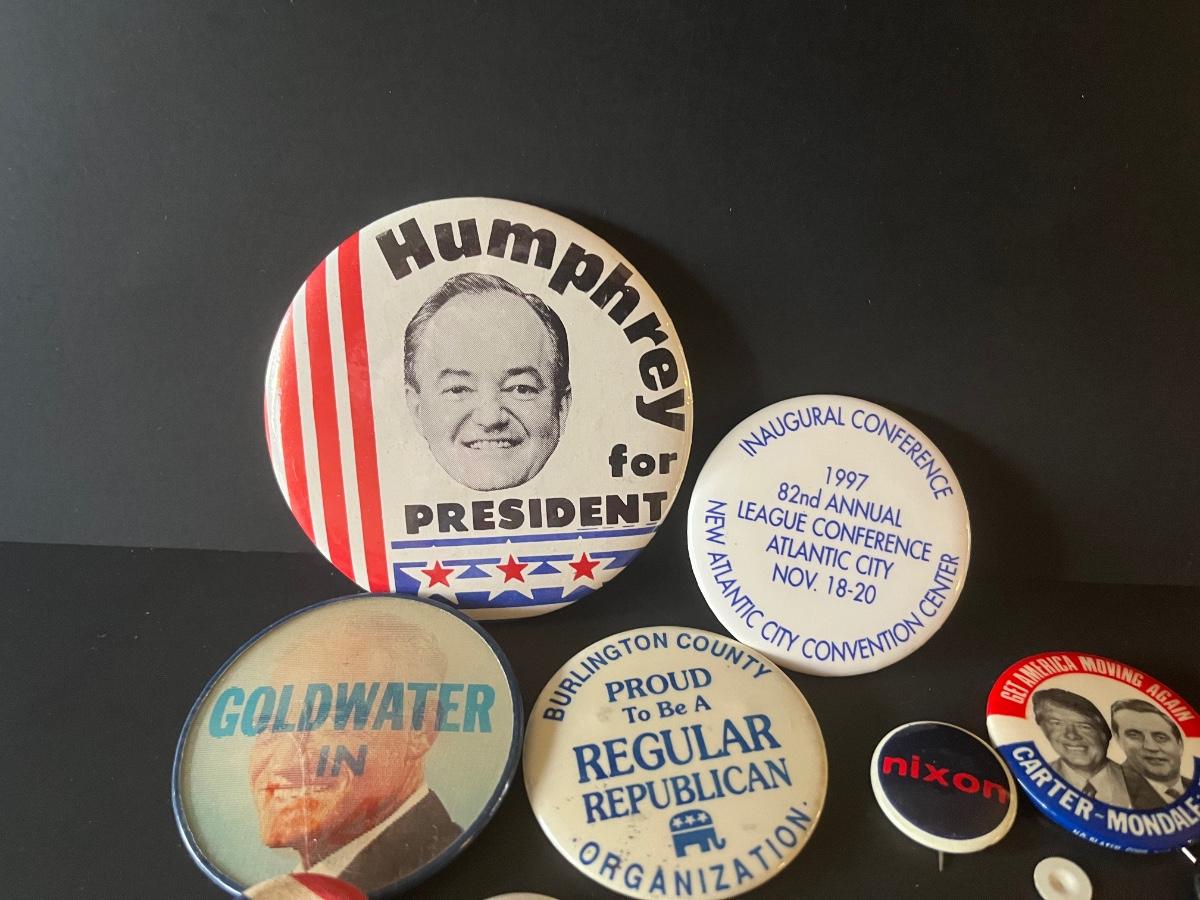 Humphrey
for
PRESIDENT
INAUGURAL CONFERENCE
1997
82nd ANNUAL
LEAGUE CONFERENCE
ATLANTIC CITY
NOV. 18-20
NEW ATLANTIC CITY CONVENTION CENTER
GOLDWATER
IN
BURLINGTON COUNTY
PROUD
To Be A
REGULAR
REPUBLICAN
·ORGANIZATION·
nixon
GET AMERICA MOVING AGAIN
CARTER-MONDALE